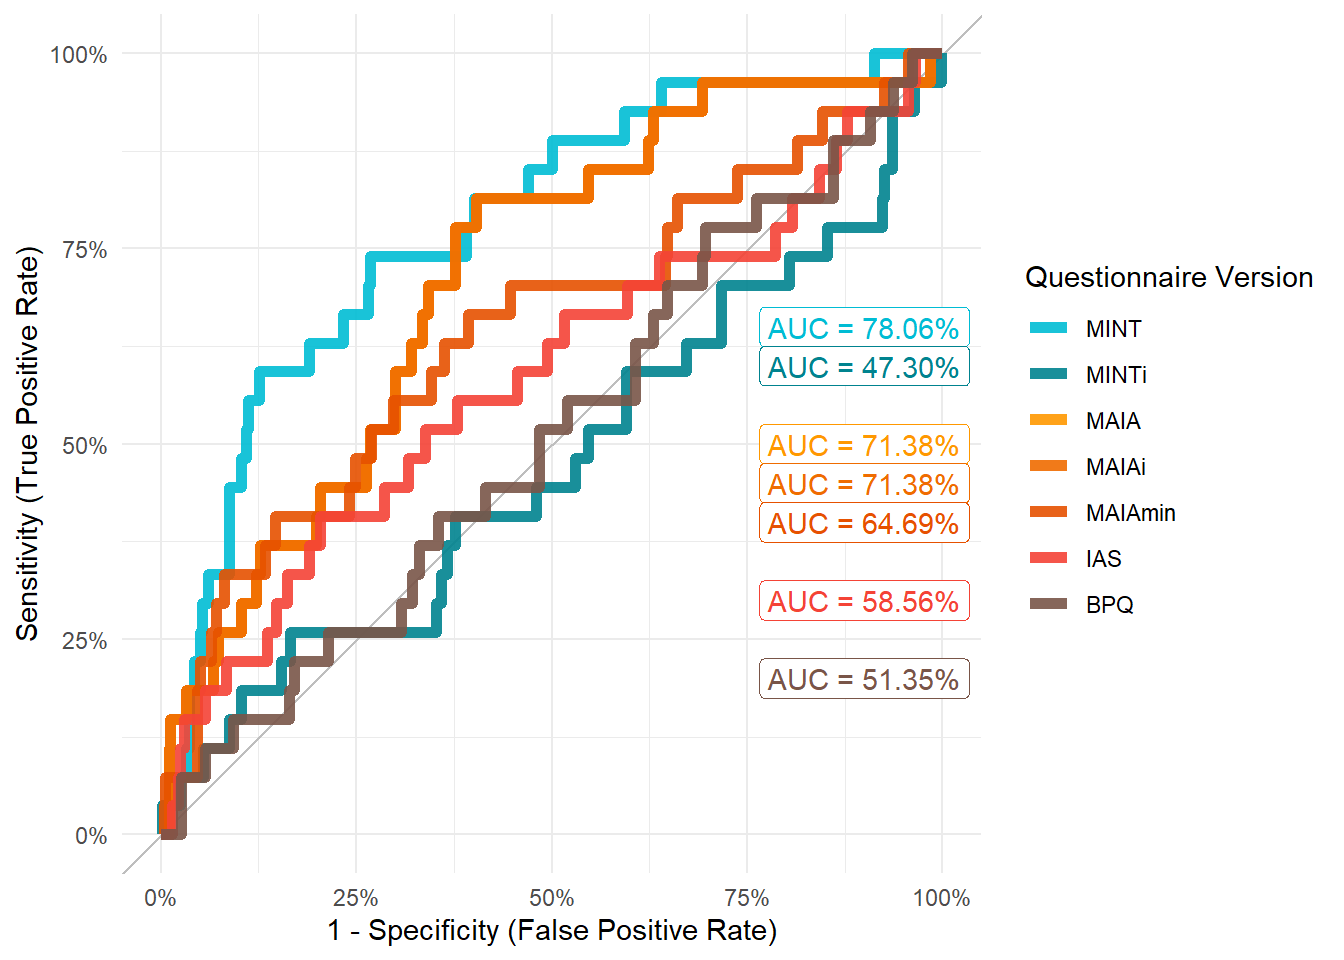 100%
75%
50%
25%
0%
Sensitivity (True Positive Rate)
AUC = 78.06%
AUC = 47.30%
AUC = 71.38%
AUC = 71.38%
AUC = 64.69%
AUC = 58.56%
AUC = 51.35%
0%
25%
50%
75%
100%
1 - Specificity (False Positive Rate)
Questionnaire Version
MINT
MINTi
MAIA
MAIAi
MAIAmin
IAS
BPQ